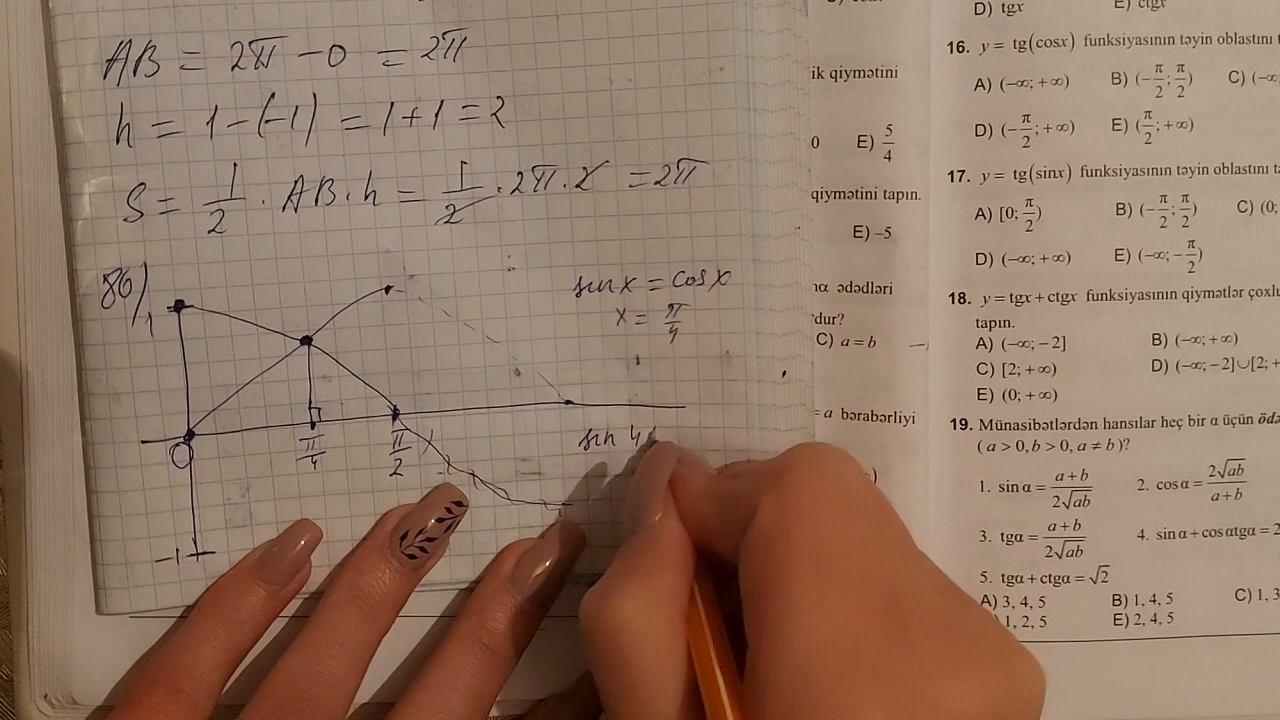 AB = 2π - 0 = 2π
h = 1 - (-1) = 1 + 1 = 2
S = 1/2 · AB · h = 1/2 · 2π · 2 = 2π
86)
1
sin x = cos x
x = π/4
O
π/4
π/2
sin 4
-1
ik qiymətini
0 E) 5/4
qiymətini tapın.
E) -5
ədədləri
dur?
C) a = b
= a bərabərliyi
D) tgx E) ctgx
16. y = tg(cosx) funksiyasının təyin oblastını
A) (-∞; +∞) B) (-π/2; π/2) C) (-∞
D) (-π/2; +∞) E) (π/2; +∞)
17. y = tg(sinx) funksiyasının təyin oblastını
A) [0; π/2) B) (-π/2; π/2) C) (0;
D) (-∞; +∞) E) (-∞; -π/2)
18. y = tgx + ctgx funksiyasının qiymətlər
tapın.
A) (-∞; -2] B) (-∞; +∞)
C) [2; +∞) D) (-∞; -2]∪[2; +
E) (0; +∞)
19. Münasibətlərdən hansılar heç bir α üçün
(a > 0, b > 0, a ≠ b)?
1. sinα = (a+b)/(2√ab) 2. cosα = 2√ab/(a+b)
3. tgα = (a+b)/(2√ab) 4. sinα + cosαtgα = 2
5. tgα + ctgα = √2
A) 3, 4, 5 B) 1, 4, 5 C) 1, 3
) 1, 2, 5 E) 2, 4, 5